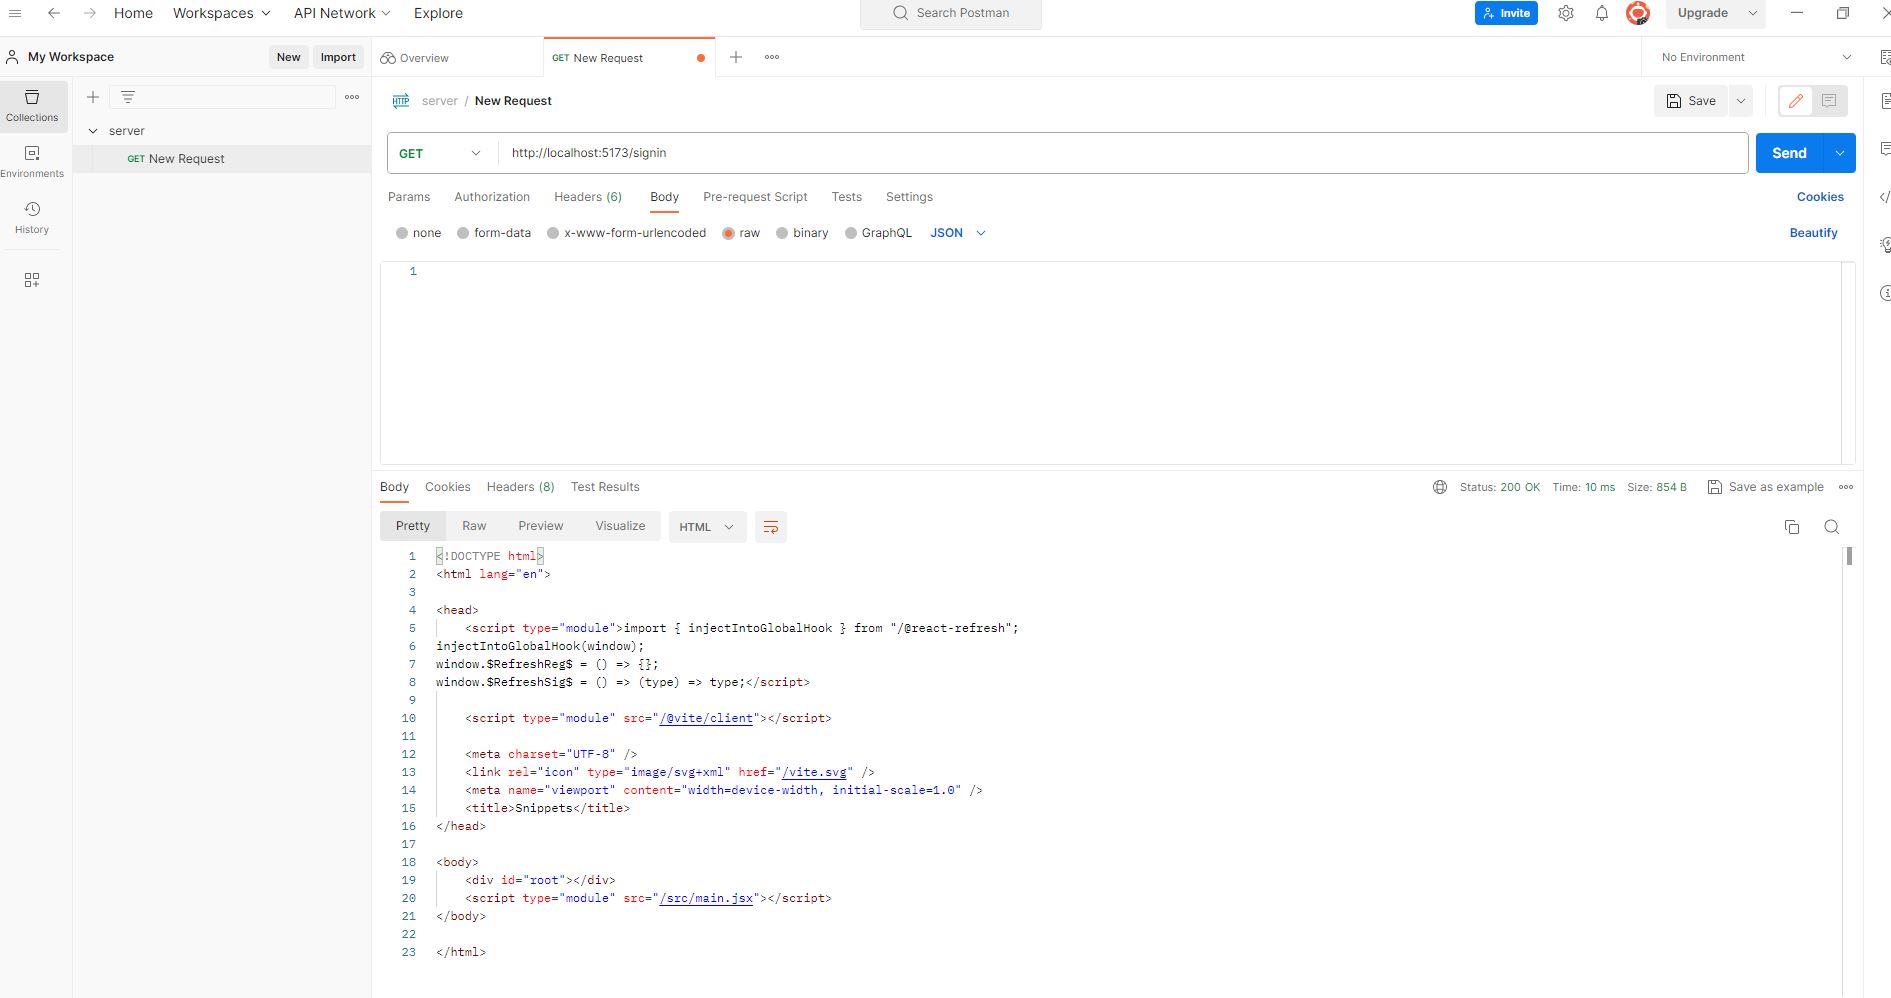 Home Workspaces API Network Explore Search Postman Invite Upgrade
My Workspace New Import Overview GET New Request No Environment
Collections
Environments
History
server
GET New Request
HTTP server / New Request Save
GET http://localhost:5173/signin Send
Params Authorization Headers (6) Body Pre-request Script Tests Settings Cookies
none form-data x-www-form-urlencoded raw binary GraphQL JSON Beautify
1
Body Cookies Headers (8) Test Results Status: 200 OK Time: 10 ms Size: 854 B Save as example
Pretty Raw Preview Visualize HTML
1 <!DOCTYPE html>
2 <html lang="en">
3
4 <head>
5 <script type="module">import { injectIntoGlobalHook } from "/@react-refresh";
6 injectIntoGlobalHook(window);
7 window.$RefreshReg$ = () => {};
8 window.$RefreshSig$ = () => (type) => type;</script>
9
10 <script type="module" src="/@vite/client"></script>
11
12 <meta charset="UTF-8" />
13 <link rel="icon" type="image/svg+xml" href="/vite.svg" />
14 <meta name="viewport" content="width=device-width, initial-scale=1.0" />
15 <title>Snippets</title>
16 </head>
17
18 <body>
19 <div id="root"></div>
20 <script type="module" src="/src/main.jsx"></script>
21 </body>
22
23 </html>